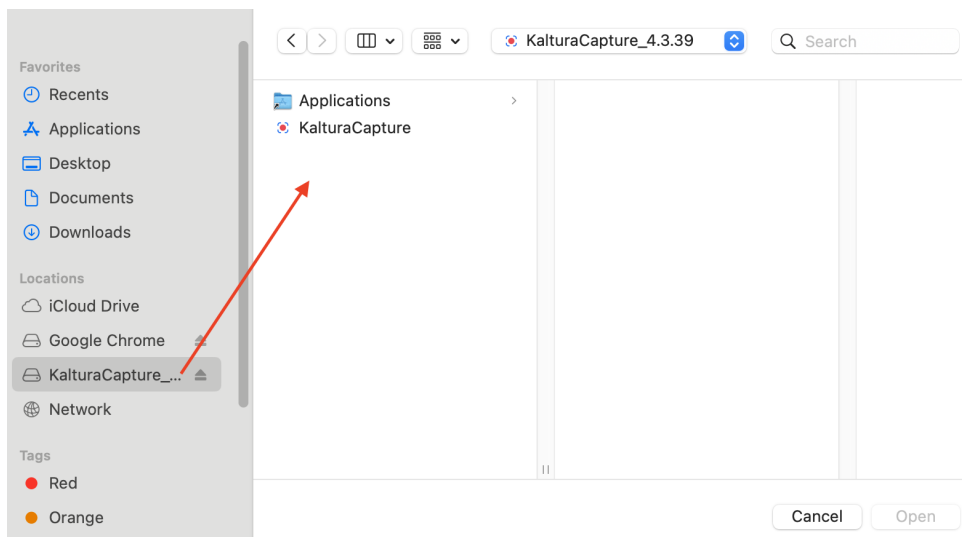 KalturaCapture_4.3.39
Search
Favorites
Recents
Applications
Desktop
Documents
Downloads
Locations
iCloud Drive
Google Chrome
KalturaCapture_...
Network
Tags
Red
Orange
Applications
KalturaCapture
Cancel
Open